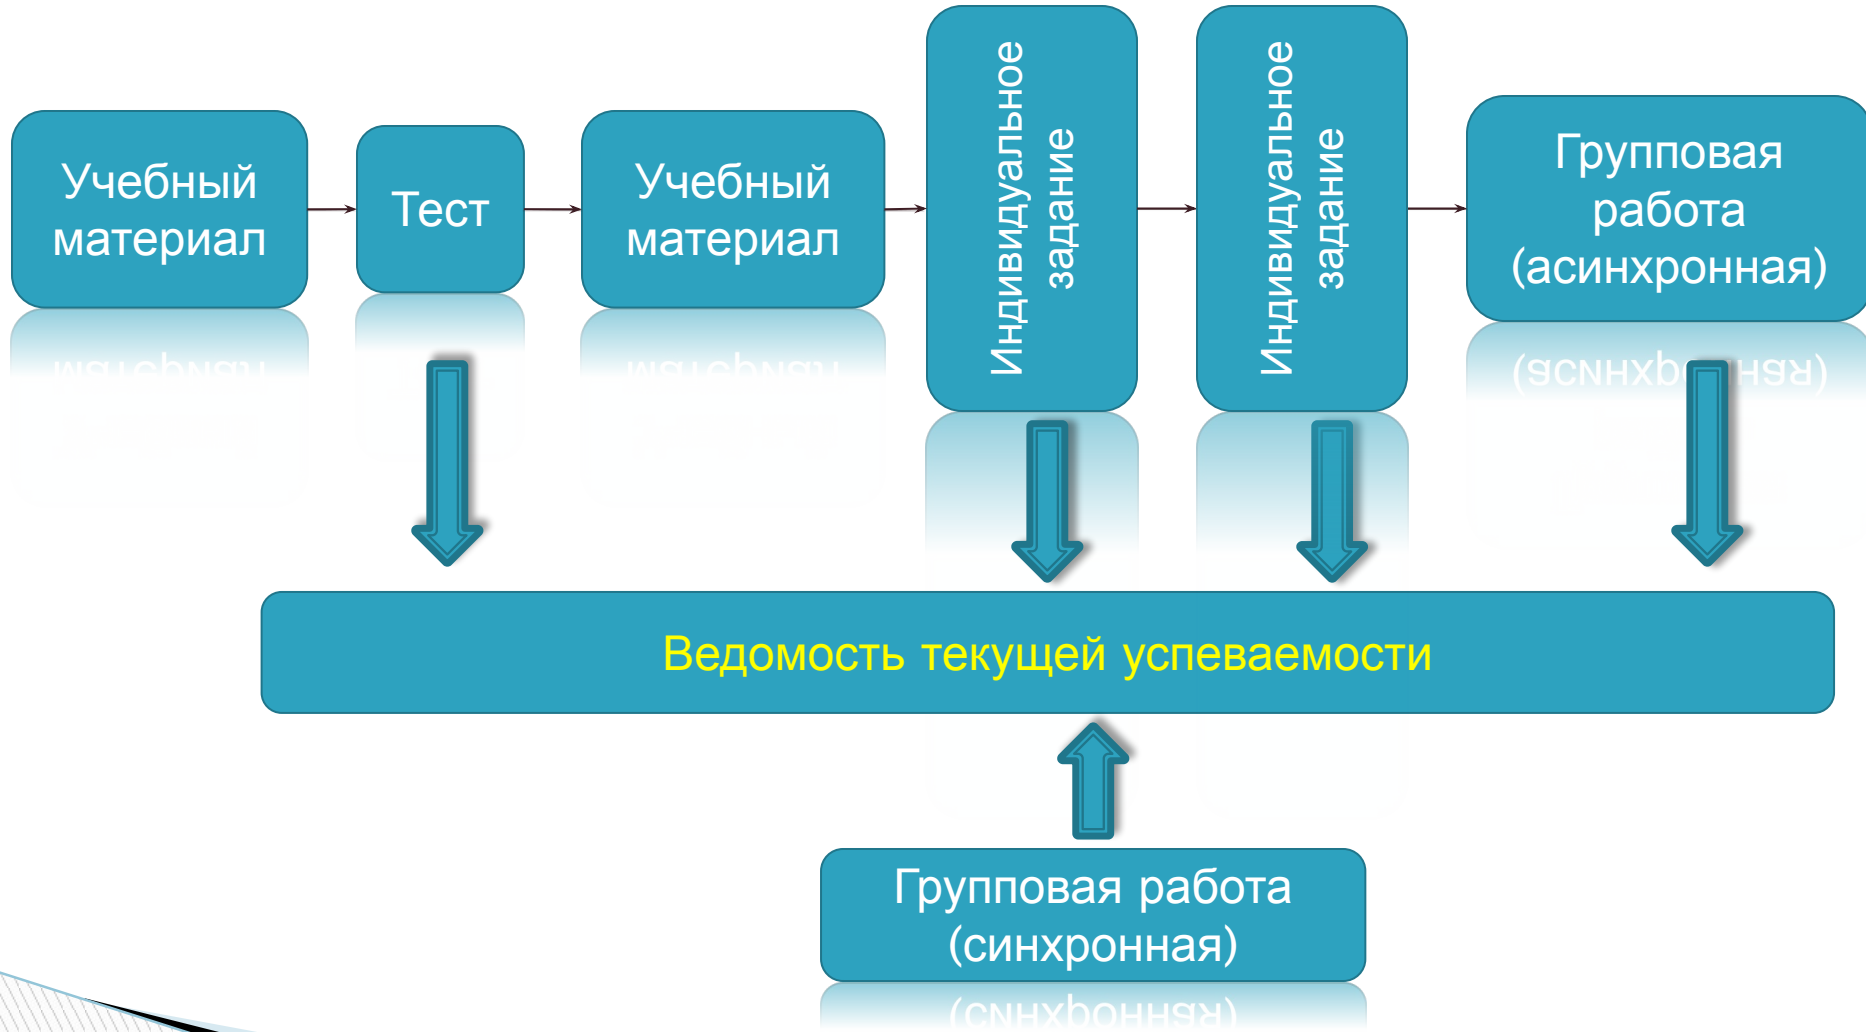 Учебный
материал
Тест
Учебный
материал
Индивидуальное
задание
Индивидуальное
задание
Групповая
работа
(асинхронная)
Ведомость текущей успеваемости
Групповая работа
(синхронная)